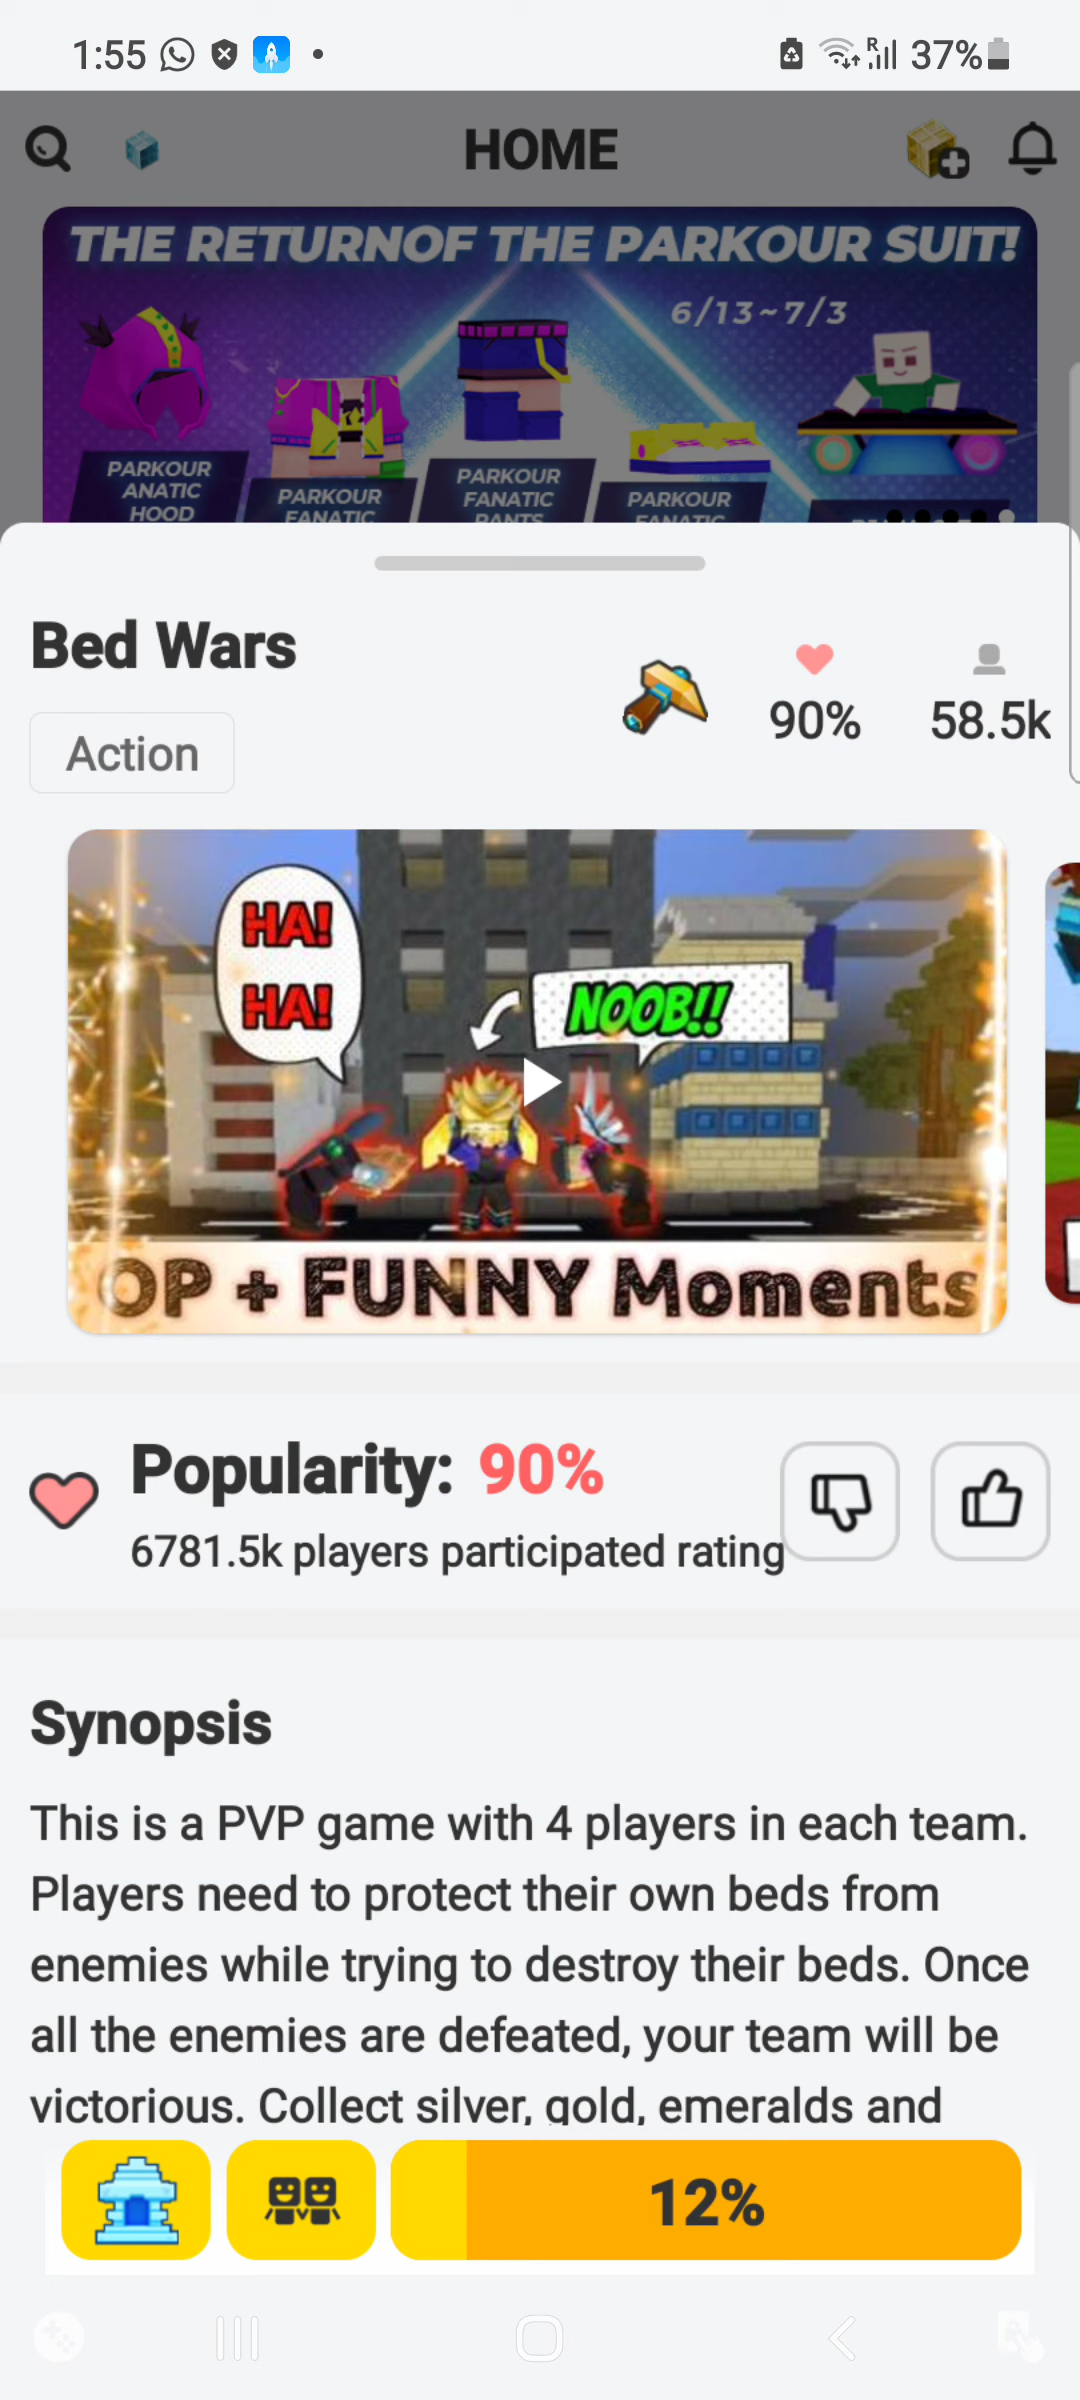 1:55
R
37%
HOME
THE RETURNOF THE PARKOUR SUIT!
6/13~7/3
PARKOUR
ANATIC
HOOD
PARKOUR
FANATIC
PARKOUR
FANATIC
PANTS
PARKOUR
FANATIC
Bed Wars
90%
58.5k
Action
HA!
HA!
NOOB!!
OP + FUNNY Moments
Popularity: 90%
6781.5k players participated rating
Synopsis
This is a PVP game with 4 players in each team.
Players need to protect their own beds from
enemies while trying to destroy their beds. Once
all the enemies are defeated, your team will be
victorious. Collect silver, gold, emeralds and
12%